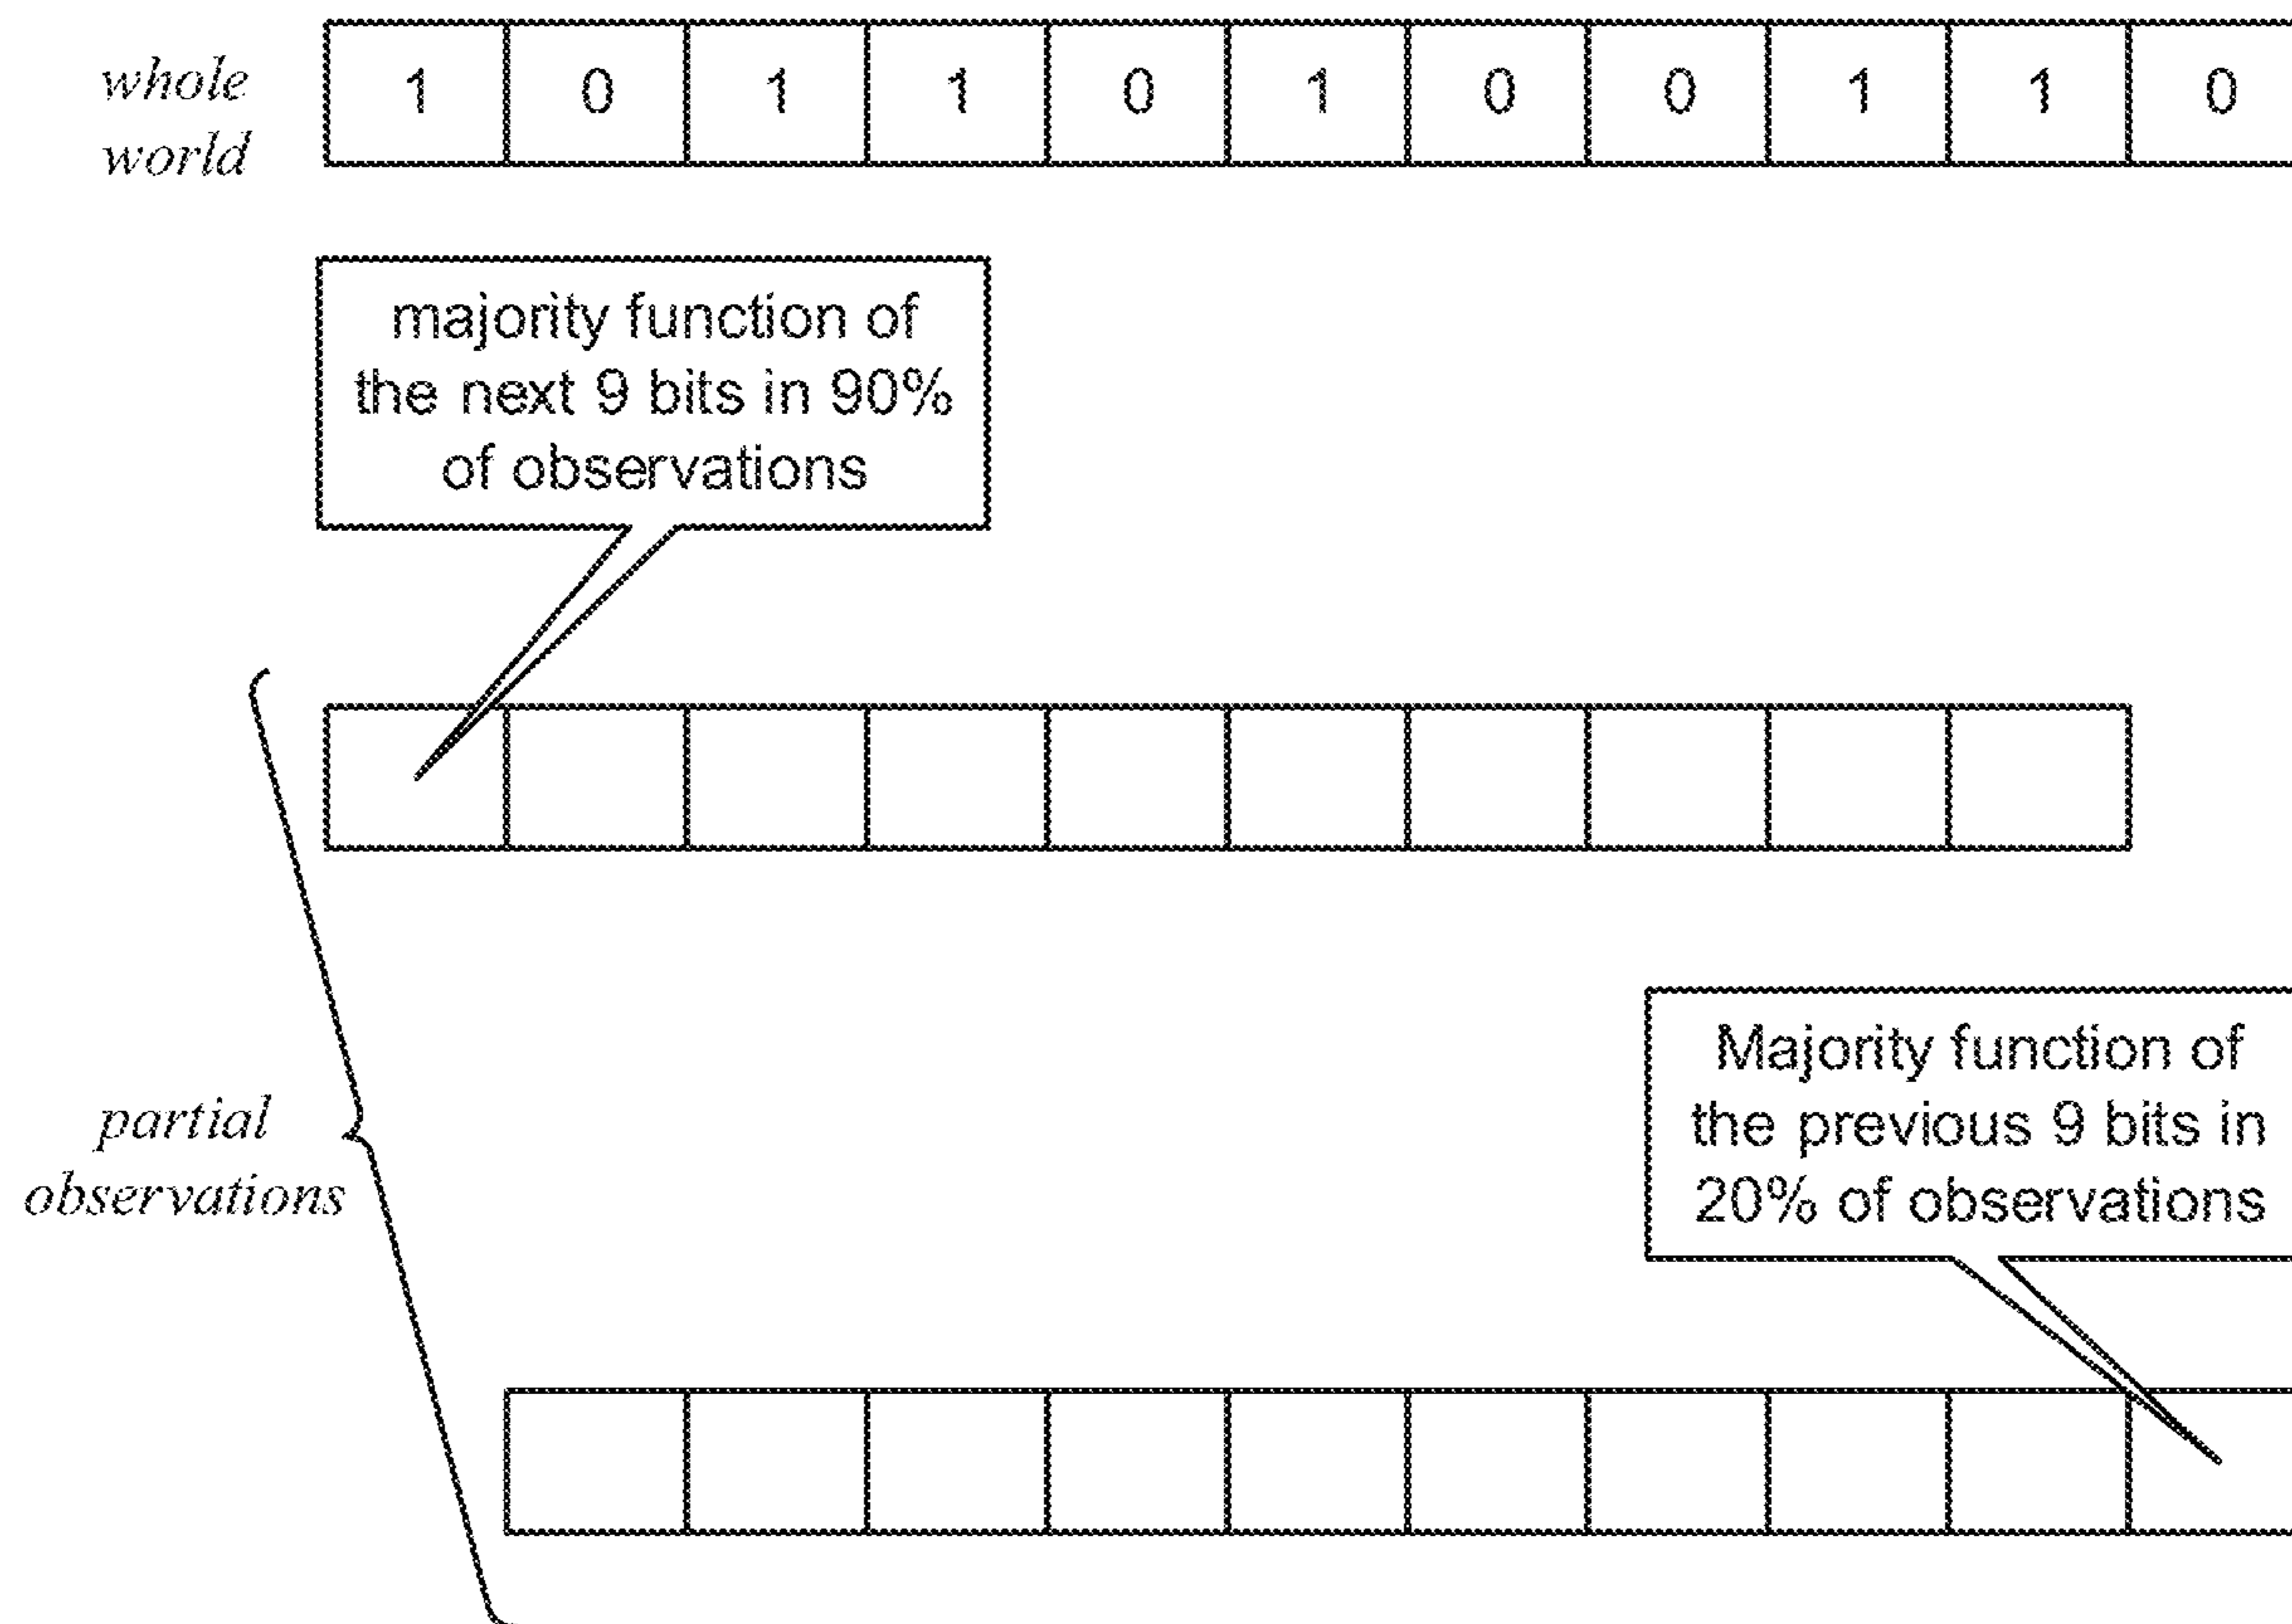 whole
world
1 0 1 1 0 1 0 0 1 1 0
majority function of
the next 9 bits in 90%
of observations
partial
observations
Majority function of
the previous 9 bits in
20% of observations